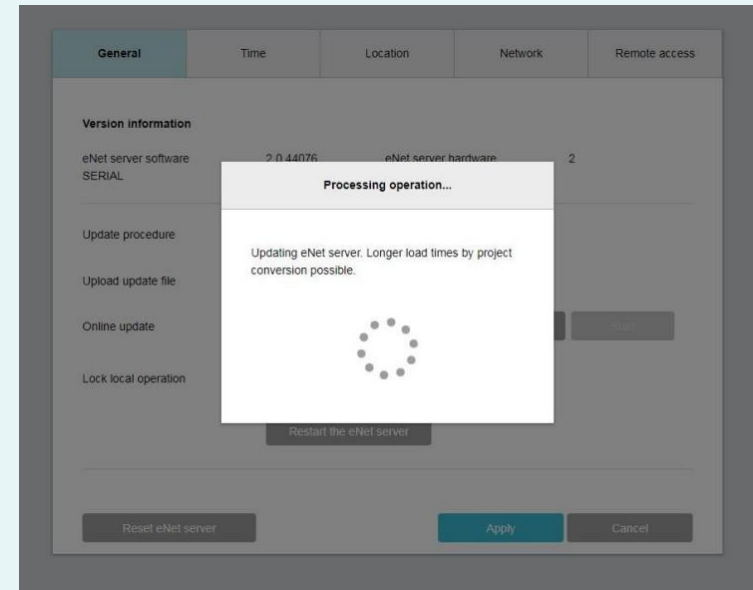 General Time Location Network Remote access
Version information
eNet server software 2.0.44076 eNet server hardware 2
SERIAL
Processing operation...
Update procedure
Updating eNet server. Longer load times by project
conversion possible.
Upload update file
Online update Start
Lock local operation
Restart the eNet server
Reset eNet server Apply Cancel